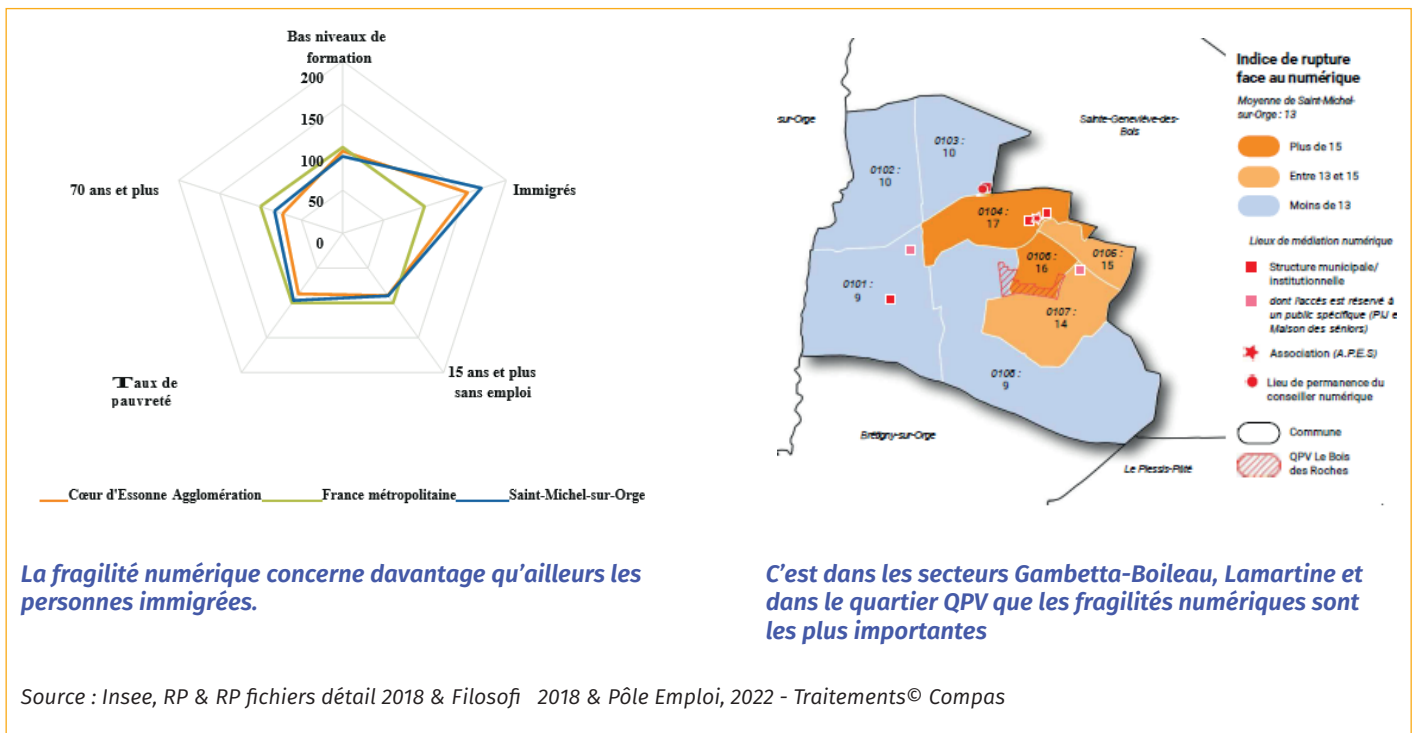 Bas niveaux de
formation
200
150
100
50
0
Immigrés
15 ans et plus
sans emploi
Taux de
pauvreté
70 ans et plus
Cœur d'Essonne Agglomération
France métropolitaine
Saint-Michel-sur-Orge
sur-Orge
Sainte-Geneviève-des-
Bois
0103 :
10
0102 :
10
0104 :
17
0106 :
16
0105 :
15
0101 :
9
0107 :
14
0108 :
9
Brétigny-sur-Orge
Le Plessis-Pâté
Indice de rupture
face au numérique
Moyenne de Saint-Michel-
sur-Orge : 13
Plus de 15
Entre 13 et 15
Moins de 13
Lieux de médiation numérique
Structure municipale/
institutionnelle
dont l'accès est réservé à
un public spécifique (PIJ e
Maison des séniors)
Association (A.P.E.S)
Lieu de permanence du
conseiller numérique
Commune
QPV Le Bois
des Roches
La fragilité numérique concerne davantage qu’ailleurs les
personnes immigrées.
C’est dans les secteurs Gambetta-Boileau, Lamartine et
dans le quartier QPV que les fragilités numériques sont
les plus importantes
Source : Insee, RP & RP fichiers détail 2018 & Filosofi 2018 & Pôle Emploi, 2022 - Traitements© Compas